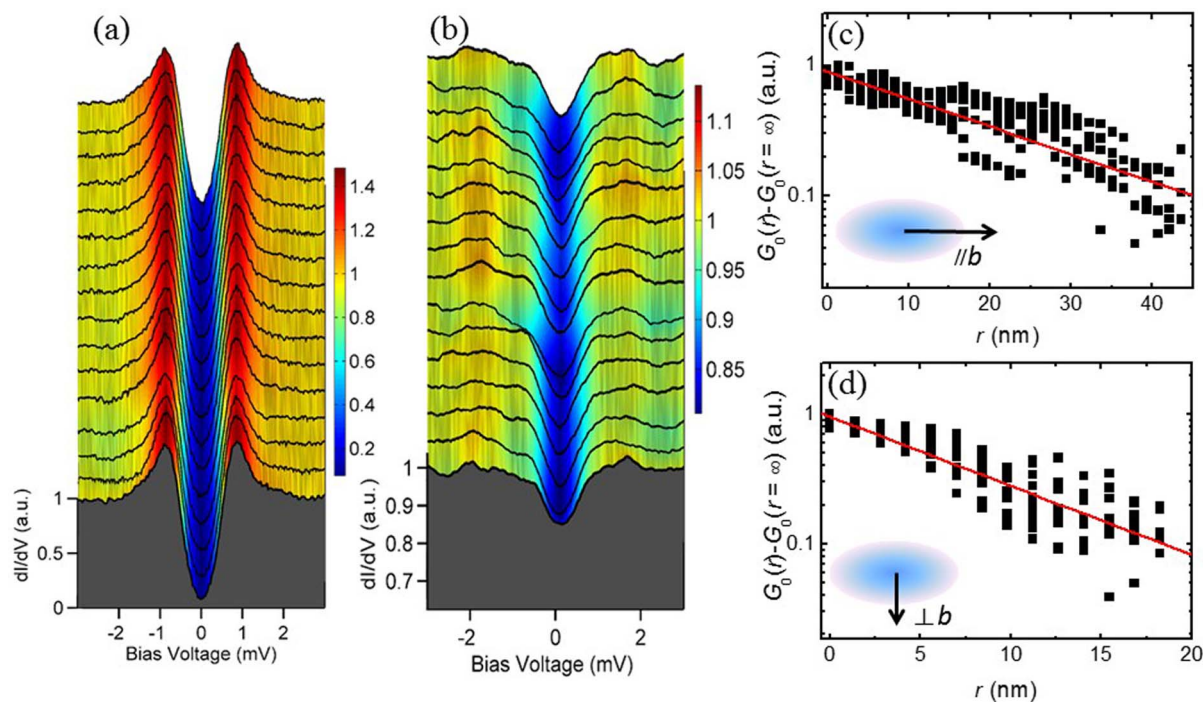 (a)
1.4
1.2
1
0.8
0.6
0.4
0.2
dI/dV (a.u.)
1
0.5
0
-2 -1 0 1 2
Bias Voltage (mV)
(b)
1.1
1.05
1
0.95
0.9
0.85
dI/dV (a.u.)
1
0.9
0.8
0.7
-2 0 2
Bias Voltage (mV)
(c)
G₀(r)-G₀(r = ∞) (a.u.)
1
0.1
//b
0 10 20 30 40
r (nm)
(d)
G₀(r)-G₀(r = ∞) (a.u.)
1
0.1
⊥b
0 5 10 15 20
r (nm)